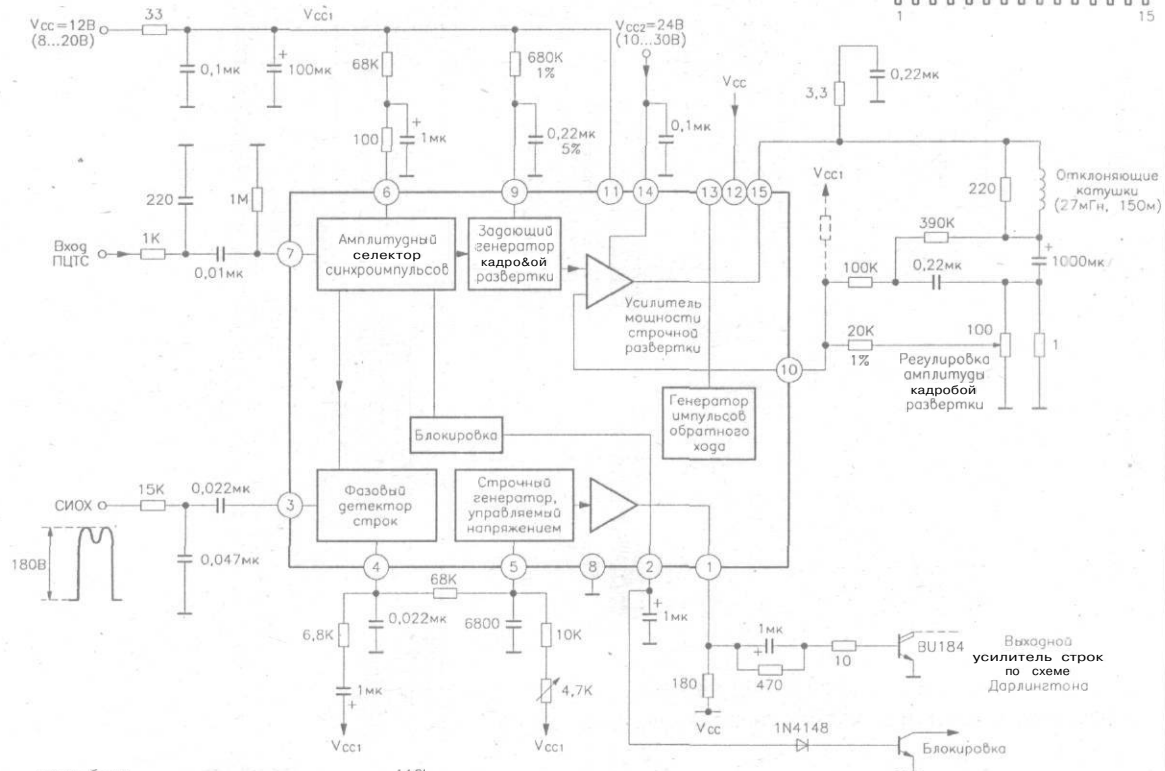 1
15
Vcc=12В
(8...20В)
33
Vcc1
0,1мк
+
100мк
68К
680К
1%
Vcc2=24В
(10...30В)
0,22мк
3,3
100
+
1мк
0,22мк
5%
0,1мк
Vcc
220
1М
6
9
11
14
13
12
15
Vcc1
220
Отклоняющие
катушки
(27мГн, 15Ом)
Вход
ПЦТС
1К
0,01мк
7
Амплитудный
селектор
синхроимпульсов
Задающий
генератор
кадро&ой
развертки
390К
+
1000мк
100К
0,22мк
Усилитель
мощности
строчной
развертки
20К
1%
100
1
10
Регулировка
амплитуды
кадробой
развертки
Генератор
импульсов
обратного
хода
Блокировка
СИОХ
15К
0,022мк
3
Фазовый
детектор
строк
Строчный
генератор,
управляемый
напряжением
180В
0,047мк
4
5
8
2
1
68К
6,8К
0,022мк
6800
10К
+
1мк
1мк
+
10
BU184
Выходной
усилитель строк
по схеме
Дарлингтона
1мк
+
4,7К
180
470
Vcc1
Vcc1
Vcc
1N4148
Блокировка